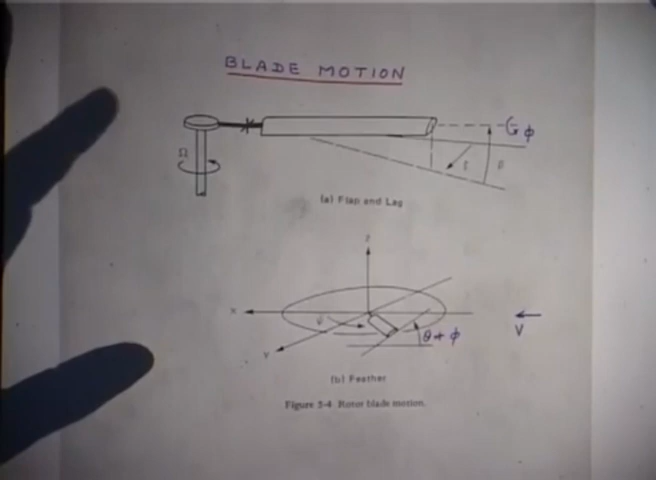 BLADE MOTION
ϕ
Ω
ζ β
(a) Flap and Lag
Z
X
V
θ+ ϕ
ψ
Y
(b) Feather
Figure 5-4 Rotor blade motion.